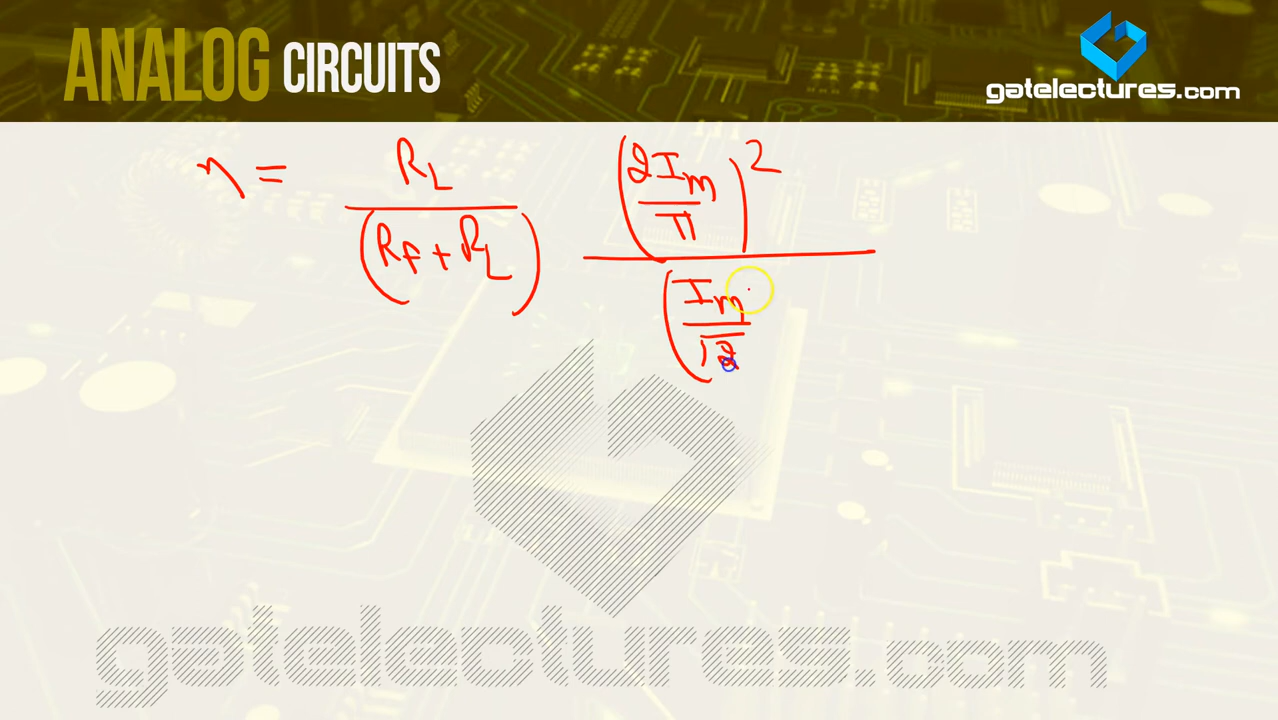 ANALOG CIRCUITS
gatelectures.com
η = R_L / (R_f + R_L) (2I_m / π)^2 / (I_m / √2
gatelectures.com